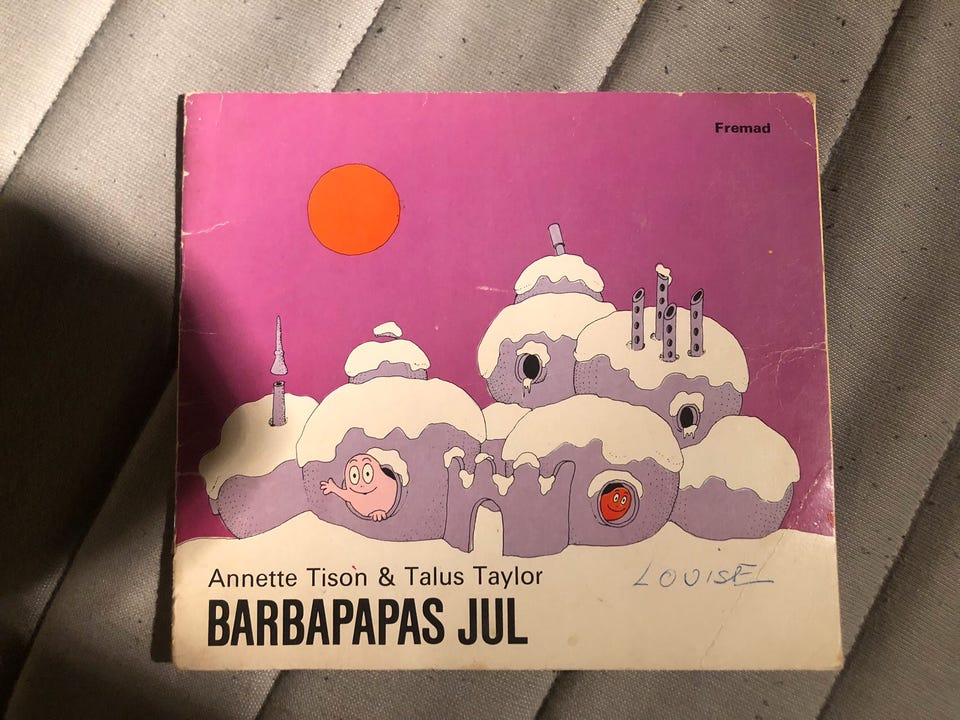 Fremad
Annette Tison & Talus Taylor
LOUISE
BARBAPAPAS JUL